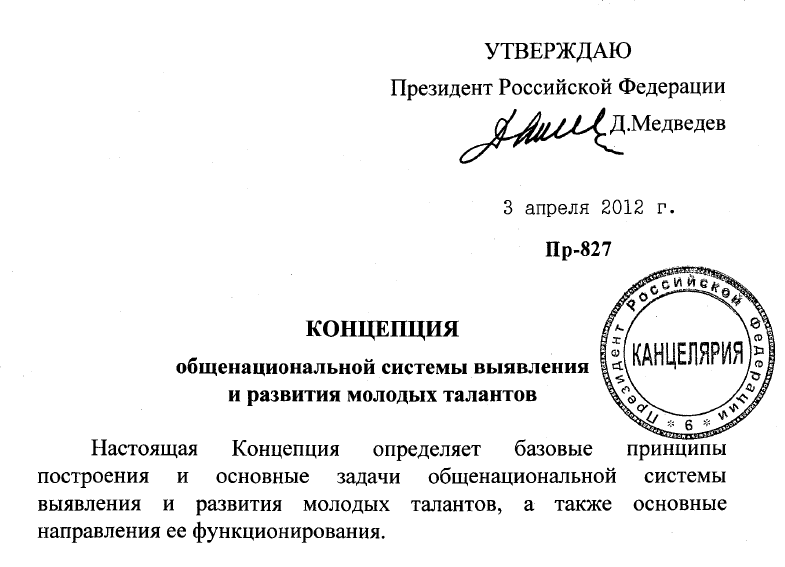 УТВЕРЖДАЮ
Президент Российской Федерации
Д.Медведев
3 апреля 2012 г.
Пр-827
КОНЦЕПЦИЯ
общенациональной системы выявления
и развития молодых талантов
Президент Российской Федерации
КАНЦЕЛЯРИЯ
* 6 *
Настоящая Концепция определяет базовые принципы
построения и основные задачи общенациональной системы
выявления и развития молодых талантов, а также основные
направления ее функционирования.